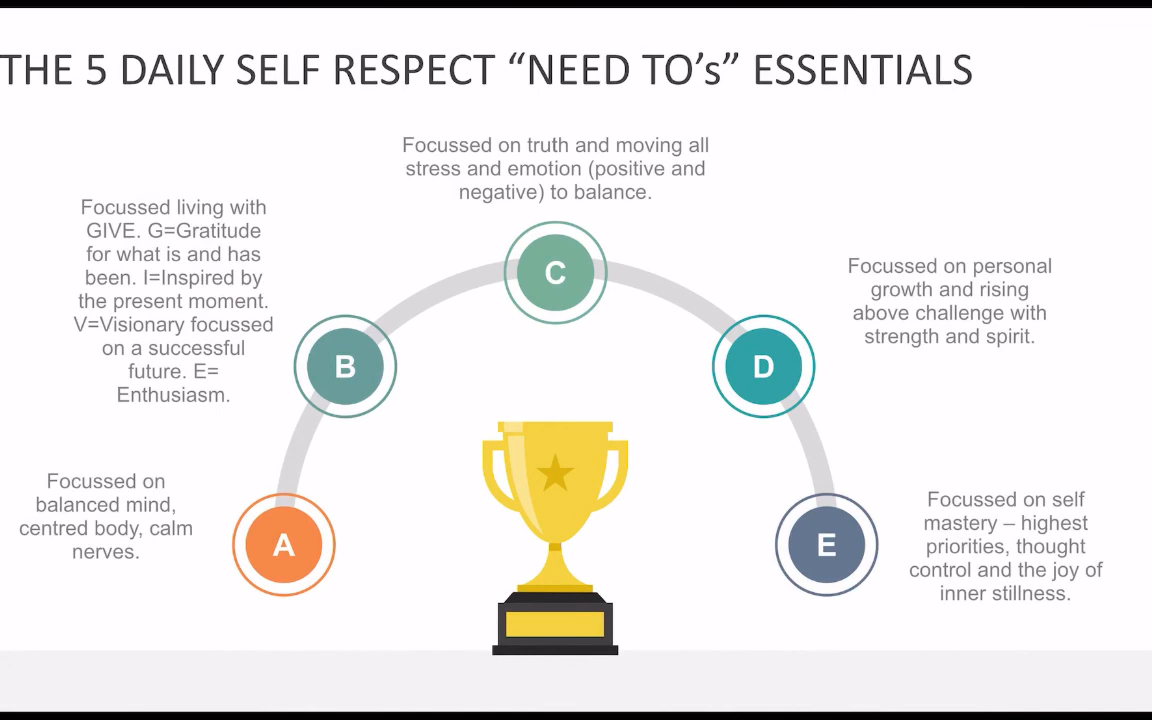 THE 5 DAILY SELF RESPECT “NEED TO’s” ESSENTIALS
Focussed on
balanced mind,
centred body, calm
nerves.
A
Focussed living with
GIVE. G=Gratitude
for what is and has
been. I=Inspired by
the present moment.
V=Visionary focussed
on a successful
future. E=
Enthusiasm.
B
Focussed on truth and moving all
stress and emotion (positive and
negative) to balance.
C
Focussed on personal
growth and rising
above challenge with
strength and spirit.
D
Focussed on self
mastery – highest
priorities, thought
control and the joy of
inner stillness.
E